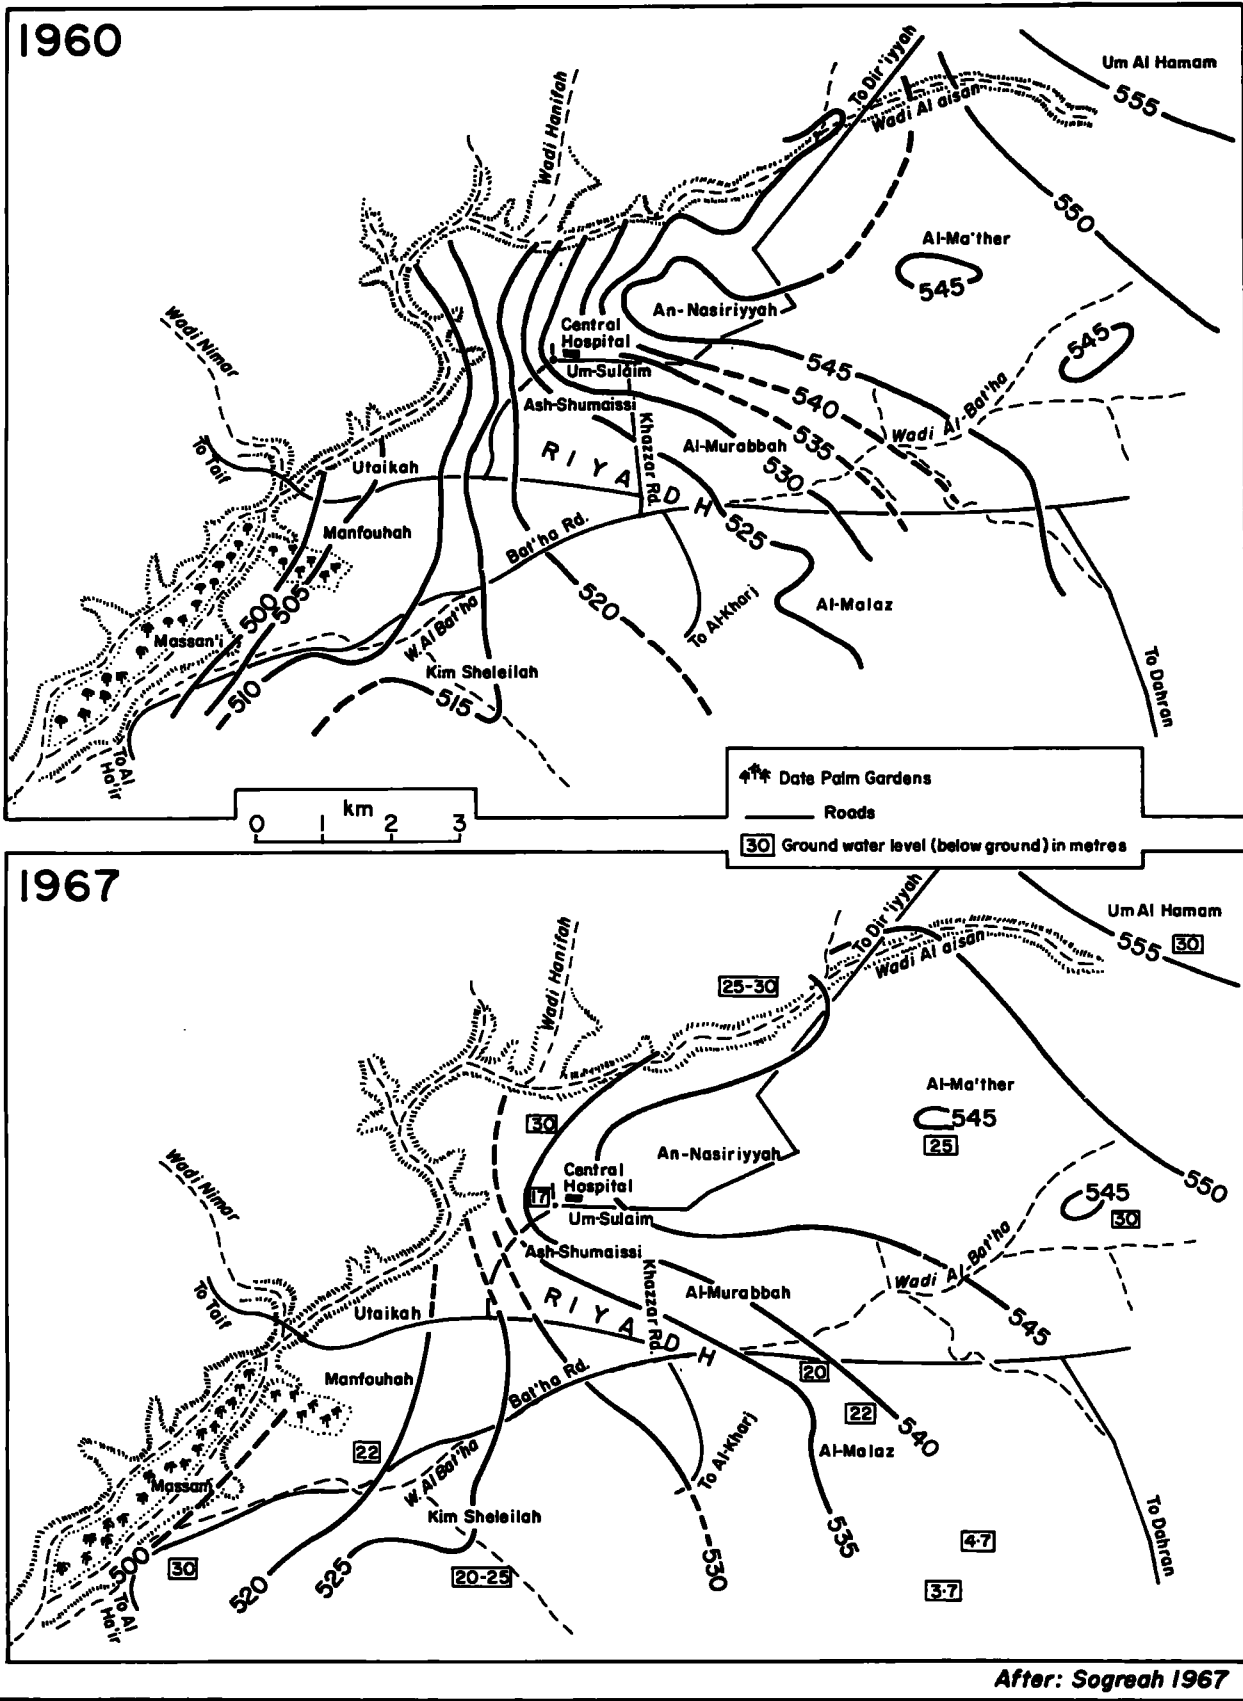 1960
Um Al Hamam
To Dir'iyyah
555
Wadi Al aisan
Wadi Hanifah
550
Al-Ma'ther
545
An-Nasiriyyah
Wadi Nimar
Central
Hospital
Um-Sulaim
545
545
Ash-Shumaissi
540
Wadi Al-Bat'ha
Khazzar Rd.
Al-Murabbah
535
To Taif
Utaikah
RIYADH
530
Manfouhah
Bat'ha Rd.
525
500
505
520
Al-Malaz
To Al-Kharj
Massan'i
W. Al Bat'ha
Kim Sheleilah
510
515
To Dahran
To Al
Ha'ir
Date Palm Gardens
km
0 1 2 3
Roads
30 Ground water level (below ground) in metres
1967
To Dir'iyyah
Um Al Hamam
555
30
Wadi Al aisan
Wadi Hanifah
25-30
Al-Ma'ther
545
30
25
An-Nasiriyyah
Wadi Nimar
Central
Hospital
17
Um-Sulaim
550
545
30
Ash-Shumaissi
Wadi Al-Bat'ha
Khazzar Rd.
Al-Murabbah
To Taif
Utaikah
RIYADH
545
Manfouhah
Bat'ha Rd.
20
22
540
22
Al-Malaz
To Al-Kharj
Massam
W. Al Bat'ha
Kim Sheleilah
535
4·7
To Dahran
500
30
520
525
20-25
530
3·7
To Al
Ha'ir
After: Sogreah 1967